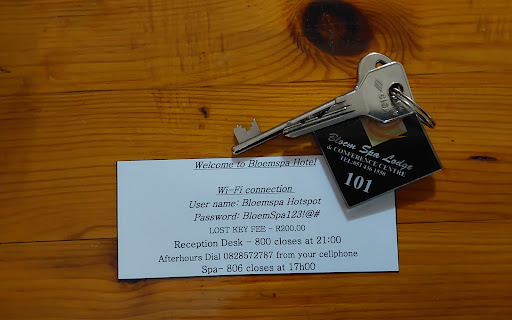 Welcome to Bloemspa Hotel
Wi-Fi connection
User name: Bloemspa Hotspot
Password: BloemSpa123!@#
LOST KEY FEE - R200.00
Reception Desk - 800 closes at 21:00
Afterhours Dial 0828572787 from your cellphone
Spa- 806 closes at 17h00
Bloem Spa Lodge
& CONFERENCE CENTRE
101